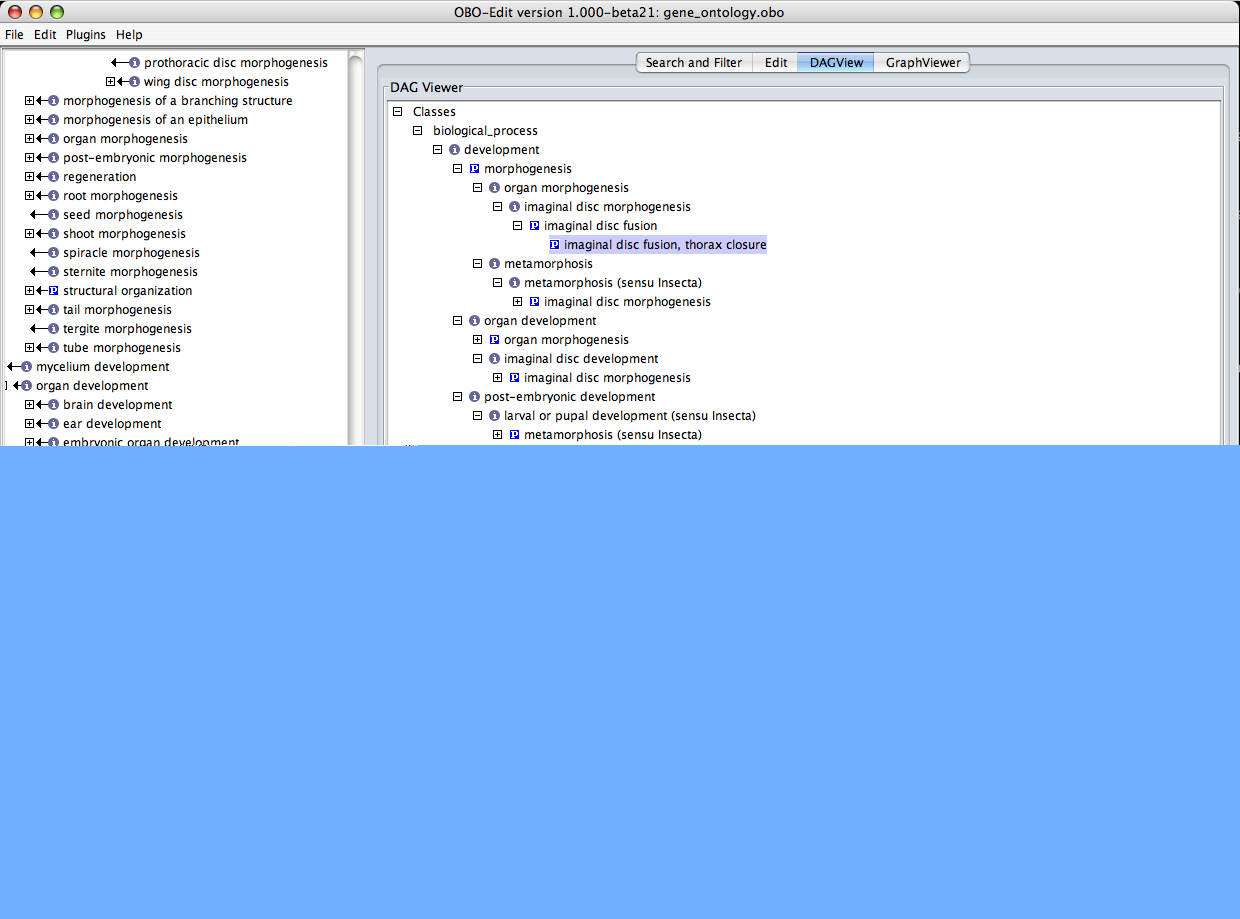 OBO-Edit version 1.000-beta21: gene_ontology.obo
File Edit Plugins Help
prothoracic disc morphogenesis
wing disc morphogenesis
morphogenesis of a branching structure
morphogenesis of an epithelium
organ morphogenesis
post-embryonic morphogenesis
regeneration
root morphogenesis
seed morphogenesis
shoot morphogenesis
spiracle morphogenesis
sternite morphogenesis
structural organization
tail morphogenesis
tergite morphogenesis
tube morphogenesis
mycelium development
organ development
brain development
ear development
embryonic organ development
Search and Filter Edit DAGView GraphViewer
DAG Viewer
Classes
biological_process
development
morphogenesis
organ morphogenesis
imaginal disc morphogenesis
imaginal disc fusion
imaginal disc fusion, thorax closure
metamorphosis
metamorphosis (sensu Insecta)
imaginal disc morphogenesis
organ development
organ morphogenesis
imaginal disc development
imaginal disc morphogenesis
post-embryonic development
larval or pupal development (sensu Insecta)
metamorphosis (sensu Insecta)